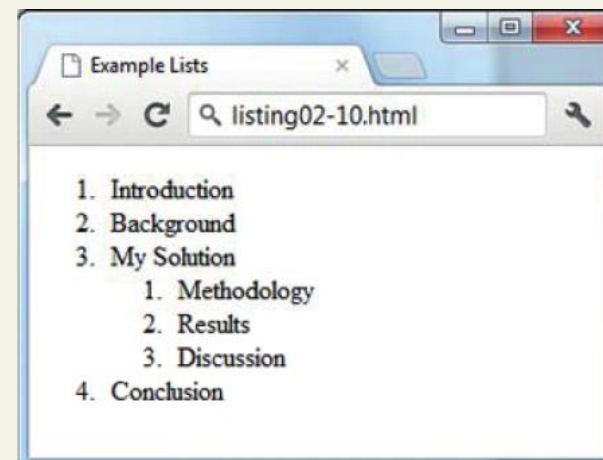 Example Lists
listing02-10.html
1. Introduction
2. Background
3. My Solution
1. Methodology
2. Results
3. Discussion
4. Conclusion